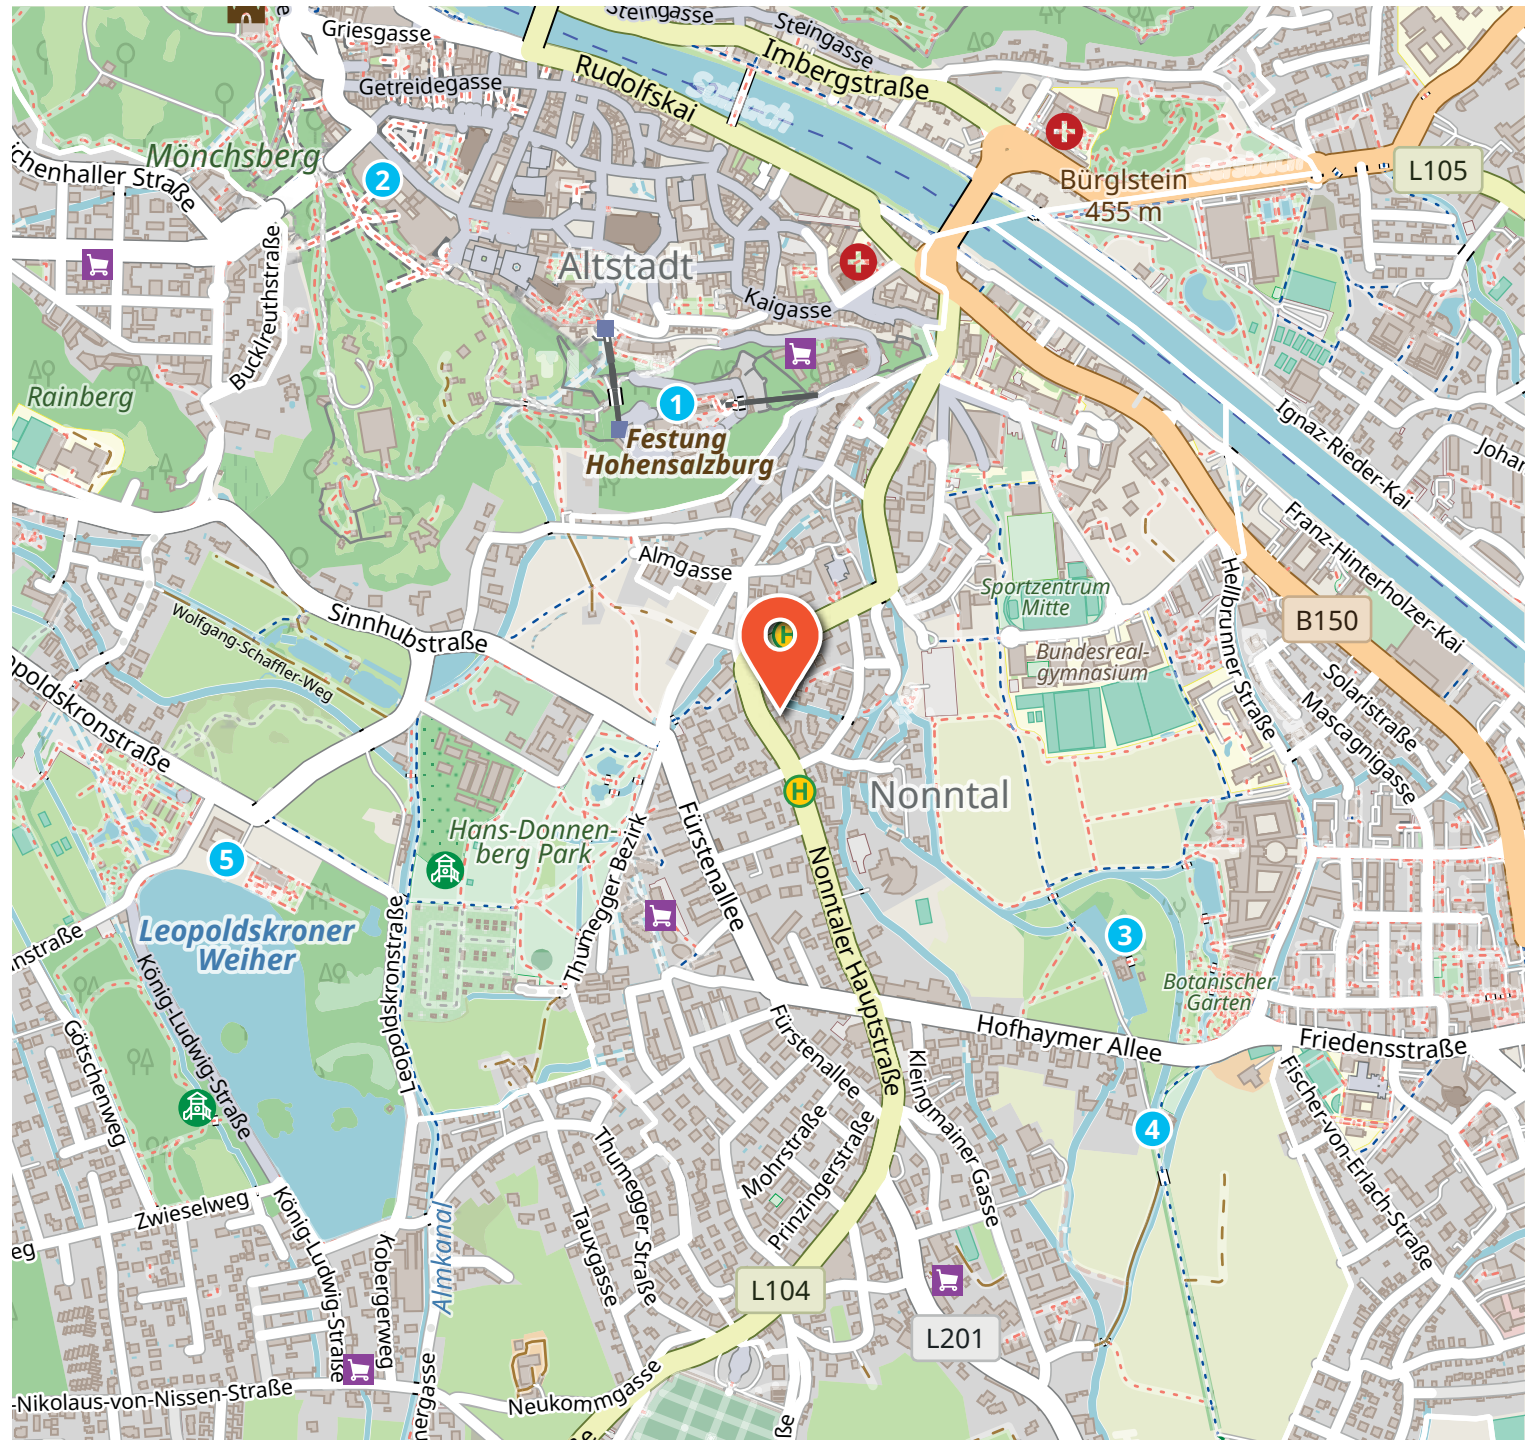 Griesgasse
Steingasse
Steingasse
Imbergstraße
Getreidegasse
Rudolfskai
Salzach
Mönchsberg
chenhaller Straße
2
Bürglstein
455 m
L105
Altstadt
Bucklreuthstraße
Kaigasse
Rainberg
1
Festung
Hohensalzburg
Ignaz-Rieder-Kai
Johan
Franz-Hinterholzer-Kai
Almgasse
Sinnhubstraße
Wolfgang-Schaffler-Weg
Sportzentrum
Mitte
Hellbrunner Straße
B150
H
Bundesreal-
gymnasium
opoldskronstraße
Solaristraße
Mascagnigasse
H
Nonntal
Hans-Donnen-
berg Park
Fürstenallee
Thumegger Bezirk
5
Nonntaler Hauptstraße
Leopoldskroner
Weiher
Leopoldskronstraße
3
nstraße
König-Ludwig-Straße
Botanischer
Garten
Götschenweg
Fürstenallee
Hofhaymer Allee
Friedensstraße
Kleingmainer Gasse
Fischer-von-Erlach-Straße
4
Mohrstraße
Prinzingerstraße
Thumegger Straße
Tauxgasse
Zwieselweg
König-Ludwig-Straße
Kobergerweg
Almkanal
eg
L104
L201
-Nikolaus-von-Nissen-Straße
nergasse
Neukommgasse
ße